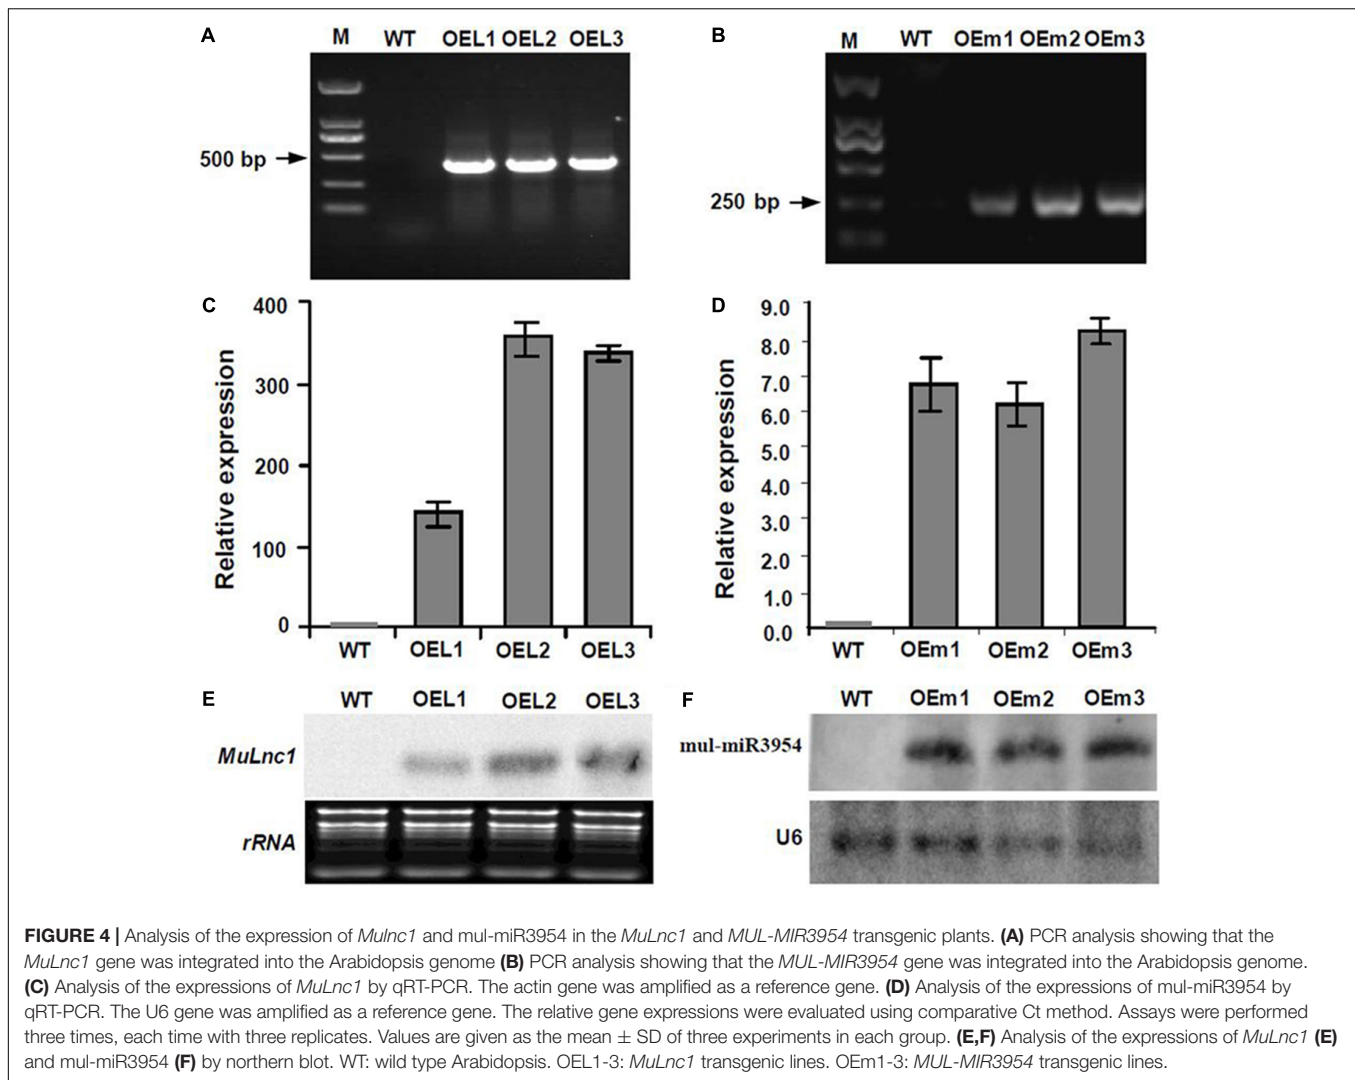 A
M WT OEL1 OEL2 OEL3
500 bp
B
M WT OEm1 OEm2 OEm3
250 bp
C
Relative expression
400
300
200
100
0
WT OEL1 OEL2 OEL3
D
Relative expression
9.0
8.0
7.0
6.0
5.0
4.0
3.0
2.0
1.0
0.0
WT OEm1 OEm2 OEm3
E
WT OEL1 OEL2 OEL3
MuLnc1
rRNA
F
WT OEm1 OEm2 OEm3
mul-miR3954
U6
FIGURE 4 | Analysis of the expression of Mulnc1 and mul-miR3954 in the MuLnc1 and MUL-MIR3954 transgenic plants. (A) PCR analysis showing that the
MuLnc1 gene was integrated into the Arabidopsis genome (B) PCR analysis showing that the MUL-MIR3954 gene was integrated into the Arabidopsis genome.
(C) Analysis of the expressions of MuLnc1 by qRT-PCR. The actin gene was amplified as a reference gene. (D) Analysis of the expressions of mul-miR3954 by
qRT-PCR. The U6 gene was amplified as a reference gene. The relative gene expressions were evaluated using comparative Ct method. Assays were performed
three times, each time with three replicates. Values are given as the mean ± SD of three experiments in each group. (E,F) Analysis of the expressions of MuLnc1 (E)
and mul-miR3954 (F) by northern blot. WT: wild type Arabidopsis. OEL1-3: MuLnc1 transgenic lines. OEm1-3: MUL-MIR3954 transgenic lines.